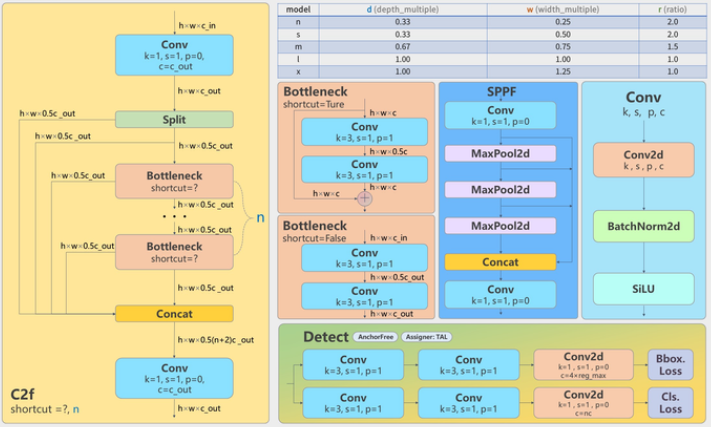 h×w×c_in
Conv
k=1, s=1, p=0,
c=c_out
h×w×c_out
Split
h×w×0.5c_out
h×w×0.5c_out
h×w×0.5c_out
Bottleneck
shortcut=?
h×w×0.5c_out
h×w×0.5c_out
• • •
h×w×0.5c_out
n
Bottleneck
shortcut=?
h×w×0.5c_out
h×w×0.5c_out
Concat
h×w×0.5(n+2)c_out
Conv
k=1, s=1, p=0,
c=c_out
h×w×c_out
C2f
shortcut =?, n
model d (depth_multiple) w (width_multiple) r (ratio)
n 0.33 0.25 2.0
s 0.33 0.50 2.0
m 0.67 0.75 1.5
l 1.00 1.00 1.0
x 1.00 1.25 1.0
Bottleneck
shortcut=Ture
h×w×c
Conv
k=3, s=1, p=1
h×w×0.5c
Conv
k=3, s=1, p=1
h×w×c
h×w×c
+
Bottleneck
shortcut=False
h×w×c_in
Conv
k=3, s=1, p=1
h×w×0.5c_out
Conv
k=3, s=1, p=1
h×w×c_out
SPPF
Conv
k=1, s=1, p=0
MaxPool2d
MaxPool2d
MaxPool2d
Concat
Conv
k=1, s=1, p=0
Conv
k, s, p, c
Conv2d
k , s , p , c
BatchNorm2d
SiLU
Detect
AnchorFree
Assigner: TAL
Conv
k=3, s=1, p=1
Conv
k=3, s=1, p=1
Conv2d
k=1 , s=1 , p=0
c=4×reg_max
Bbox.
Loss
Conv
k=3, s=1, p=1
Conv
k=3, s=1, p=1
Conv2d
k=1 , s=1 , p=0
c=nc
Cls.
Loss